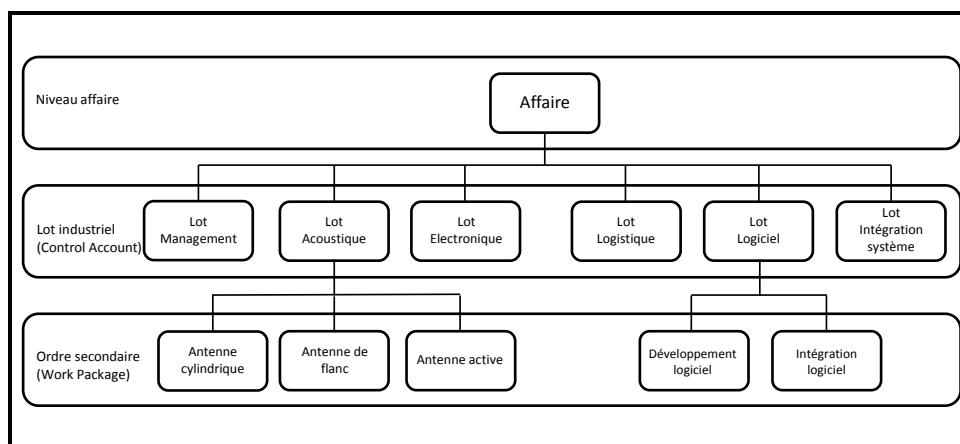 Niveau affaire
Affaire
Lot industriel
(Control Account)
Lot
Management
Lot
Acoustique
Lot
Electronique
Lot
Logistique
Lot
Logiciel
Lot
Intégration
système
Ordre secondaire
(Work Package)
Antenne
cylindrique
Antenne de
flanc
Antenne active
Développement
logiciel
Intégration
logiciel